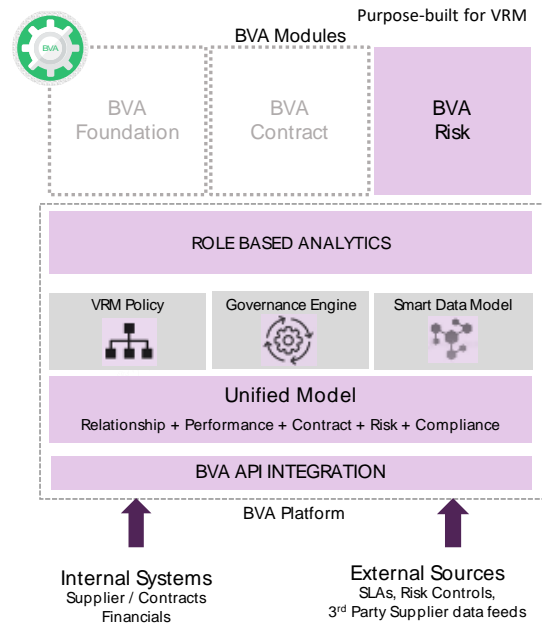 Purpose-built for VRM
BVA Modules
BVA
BVA
Foundation
BVA
Contract
BVA
Risk
ROLE BASED ANALYTICS
VRM Policy
Governance Engine
Smart Data Model
Unified Model
Relationship + Performance + Contract + Risk + Compliance
BVA API INTEGRATION
BVA Platform
Internal Systems
Supplier / Contracts
Financials
External Sources
SLAs, Risk Controls,
3rd Party Supplier data feeds